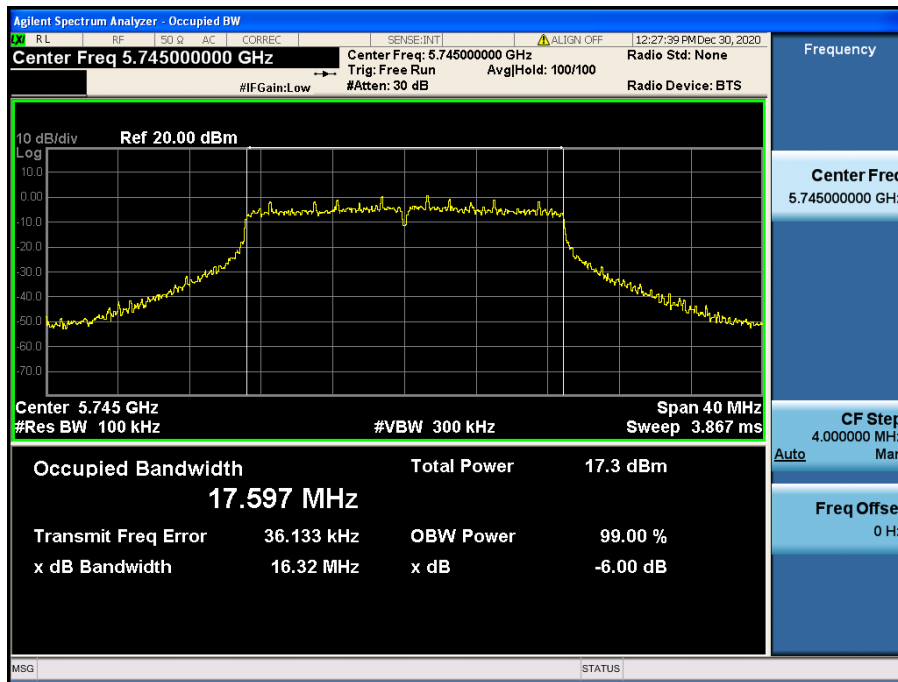 Agilent Spectrum Analyzer - Occupied BW
LXI RL RF 50 Ω AC CORREC SENSE:INT ALIGN OFF 12:27:39 PM Dec 30, 2020
Center Freq 5.745000000 GHz
Center Freq: 5.745000000 GHz
Radio Std: None
Trig: Free Run Avg|Hold: 100/100
#IFGain:Low
#Atten: 30 dB
Radio Device: BTS
10 dB/div Ref 20.00 dBm
Log
10.0
0.00
-10.0
-20.0
-30.0
-40.0
-50.0
-60.0
-70.0
Center 5.745 GHz
Span 40 MHz
#Res BW 100 kHz
#VBW 300 kHz
Sweep 3.867 ms
Occupied Bandwidth
17.597 MHz
Total Power 17.3 dBm
Transmit Freq Error 36.133 kHz
OBW Power 99.00 %
x dB Bandwidth 16.32 MHz
x dB -6.00 dB
MSG
STATUS
Frequency
Center Freq
5.745000000 GH
CF Step
4.000000 MH
Auto Man
Freq Offse
0 H